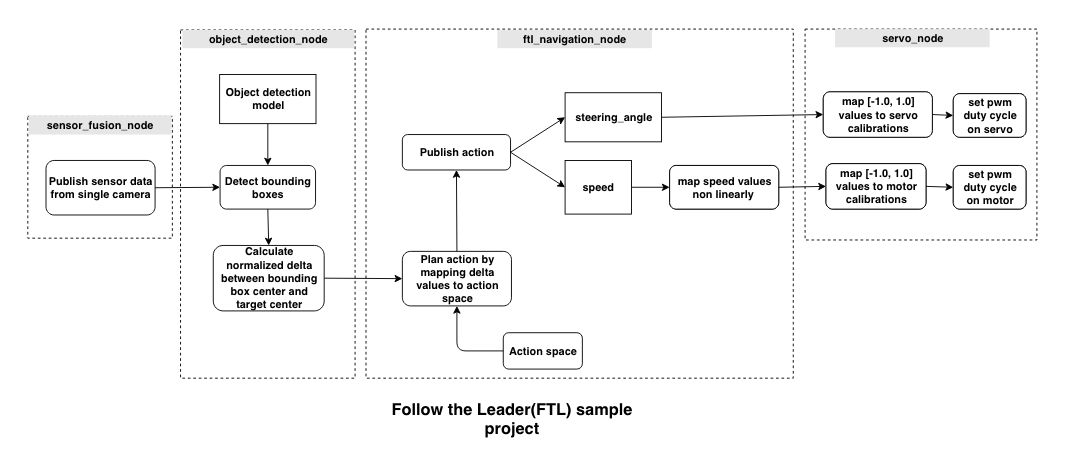 object_detection_node
ftl_navigation_node
servo_node
sensor_fusion_node
Publish sensor data
from single camera
Object detection
model
Detect bounding
boxes
Calculate
normalized delta
between bounding
box center and
target center
Publish action
Plan action by
mapping delta
values to action
space
Action space
steering_angle
speed
map speed values
non linearly
map [-1.0, 1.0]
values to servo
calibrations
set pwm
duty cycle
on servo
map [-1.0, 1.0]
values to motor
calibrations
set pwm
duty cycle
on motor
Follow the Leader(FTL) sample
project